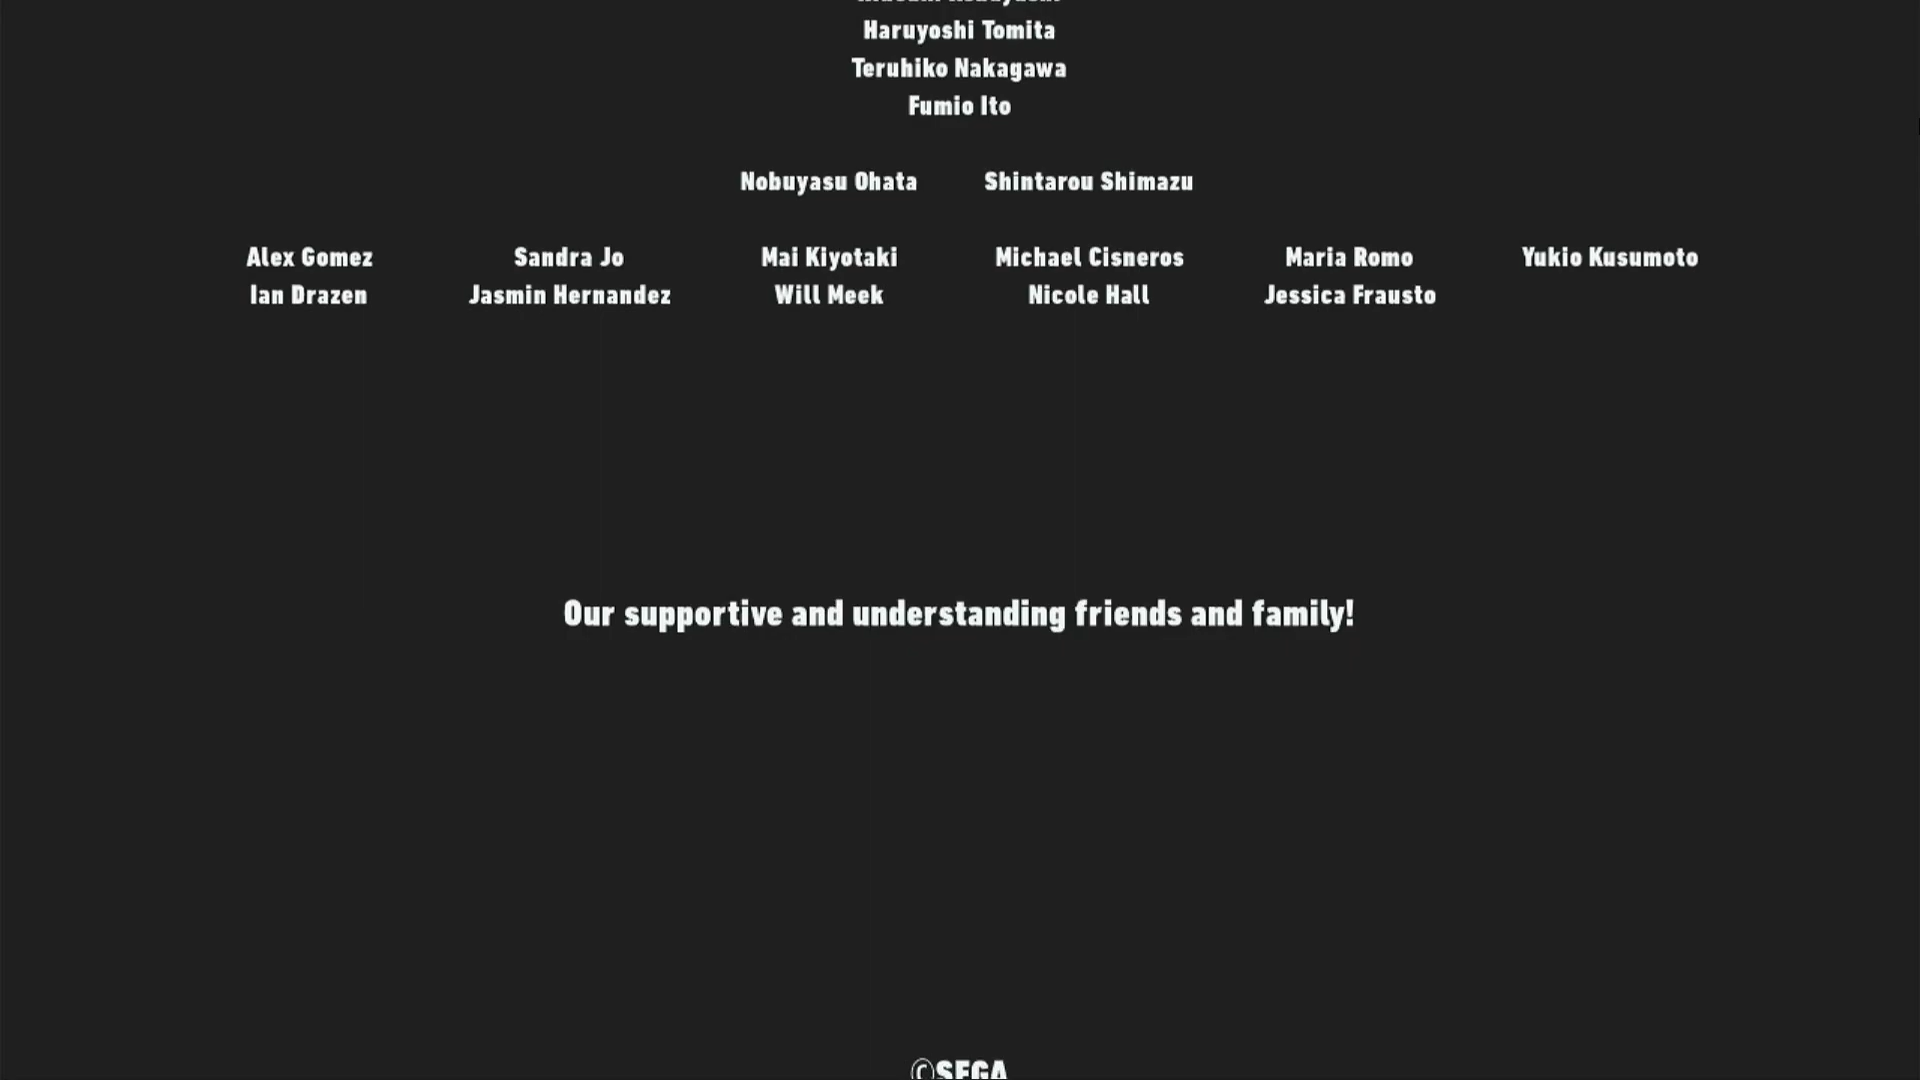 Haruyoshi Tomita
Teruhiko Nakagawa
Fumio Ito
Nobuyasu Ohata Shintarou Shimazu
Alex Gomez Sandra Jo Mai Kiyotaki Michael Cisneros Maria Romo Yukio Kusumoto
Ian Drazen Jasmin Hernandez Will Meek Nicole Hall Jessica Frausto
Our supportive and understanding friends and family!
©SEGA